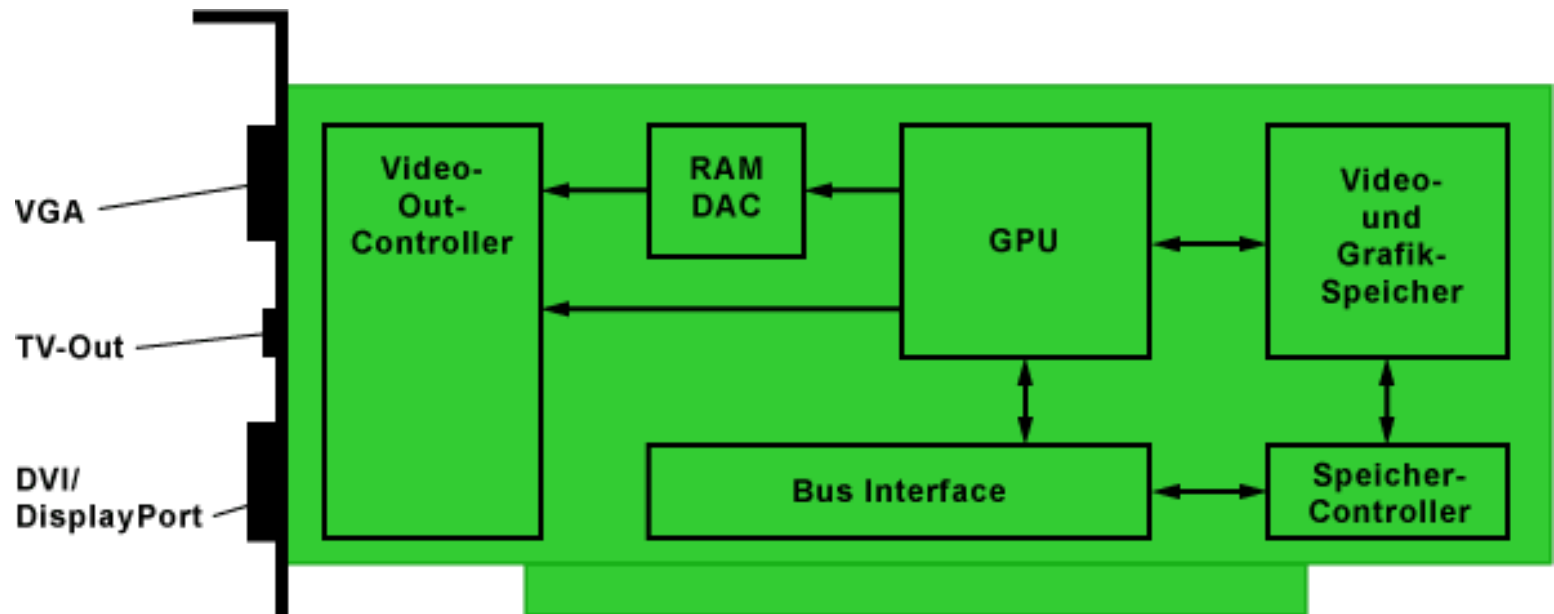 VGA
TV-Out
DVI/
DisplayPort
Video-
Out-
Controller
RAM
DAC
GPU
Video-
und
Grafik-
Speicher
Bus Interface
Speicher-
Controller